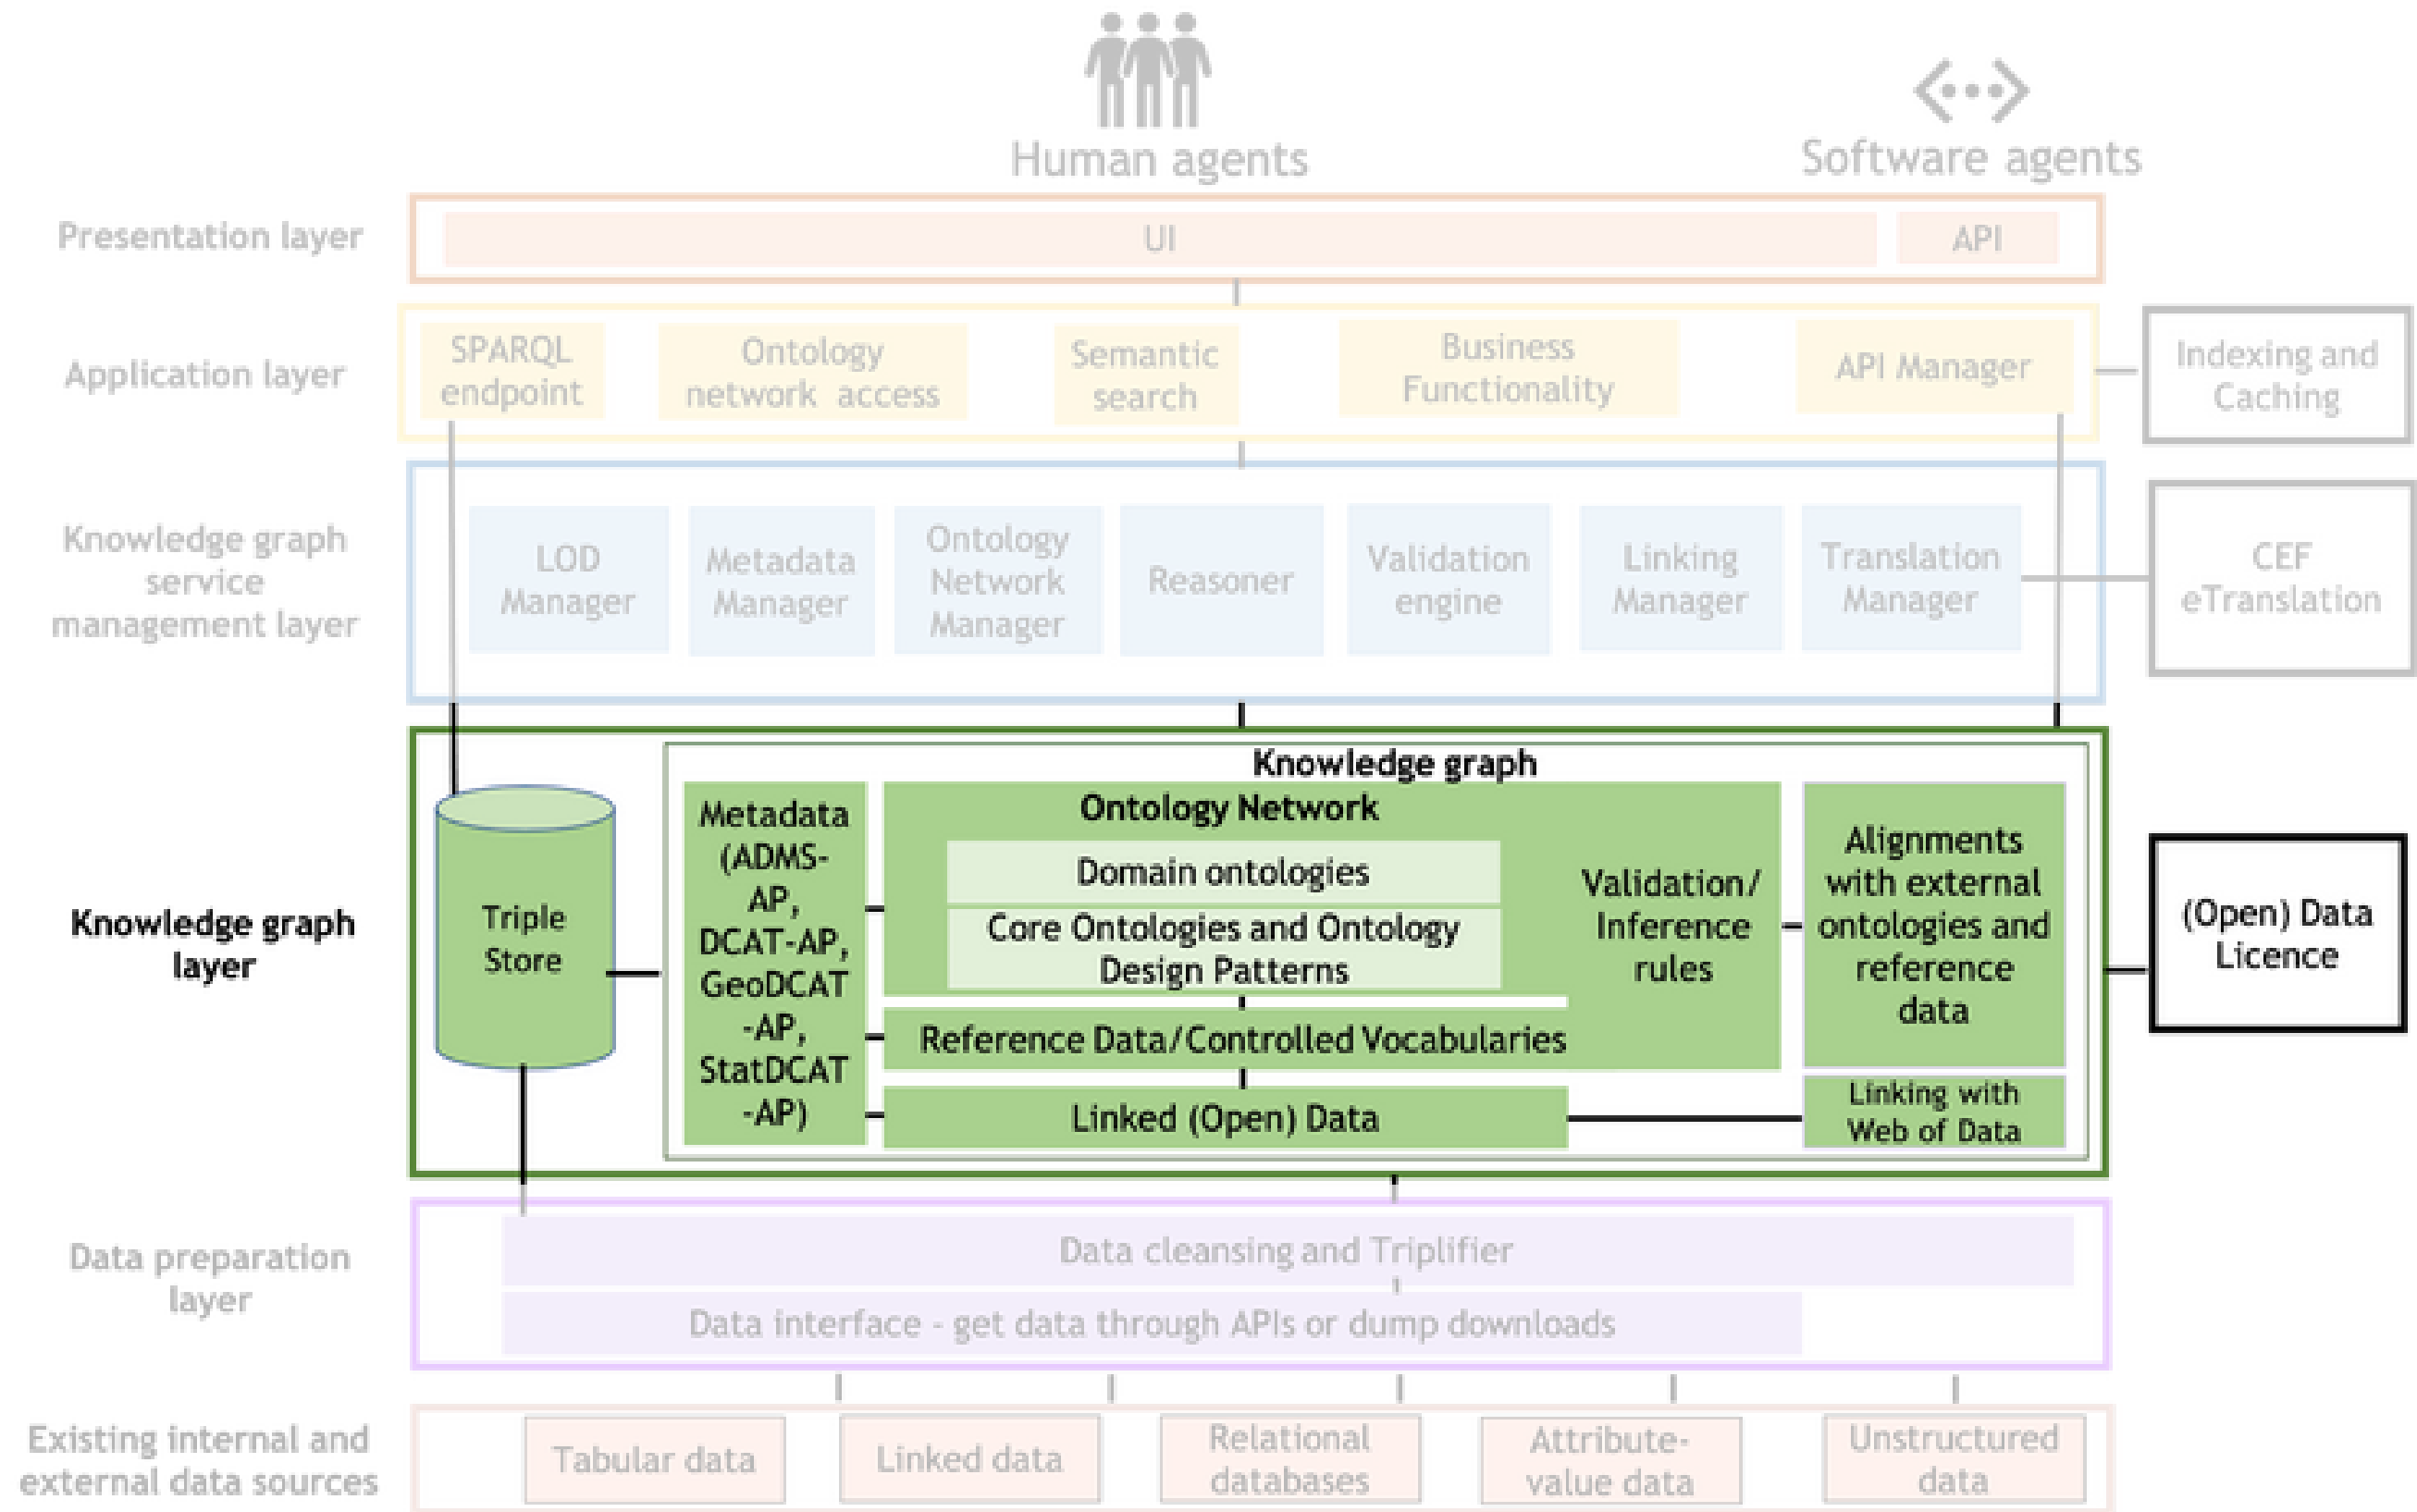 Human agents
Software agents
Presentation layer
UI
API
Application layer
SPARQL
endpoint
Ontology
network access
Semantic
search
Business
Functionality
API Manager
Indexing and
Caching
Knowledge graph
service
management layer
LOD
Manager
Metadata
Manager
Ontology
Network
Manager
Reasoner
Validation
engine
Linking
Manager
Translation
Manager
CEF
eTranslation
Knowledge graph
layer
Triple
Store
Knowledge graph
Metadata
(ADMS-
AP,
DCAT-AP,
GeoDCAT
-AP,
StatDCAT
-AP)
Ontology Network
Domain ontologies
Core Ontologies and Ontology
Design Patterns
Validation/
Inference
rules
Reference Data/Controlled Vocabularies
Linked (Open) Data
Alignments
with external
ontologies and
reference
data
Linking with
Web of Data
(Open) Data
Licence
Data preparation
layer
Data cleansing and Triplifier
Data interface - get data through APIs or dump downloads
Existing internal and
external data sources
Tabular data
Linked data
Relational
databases
Attribute-
value data
Unstructured
data